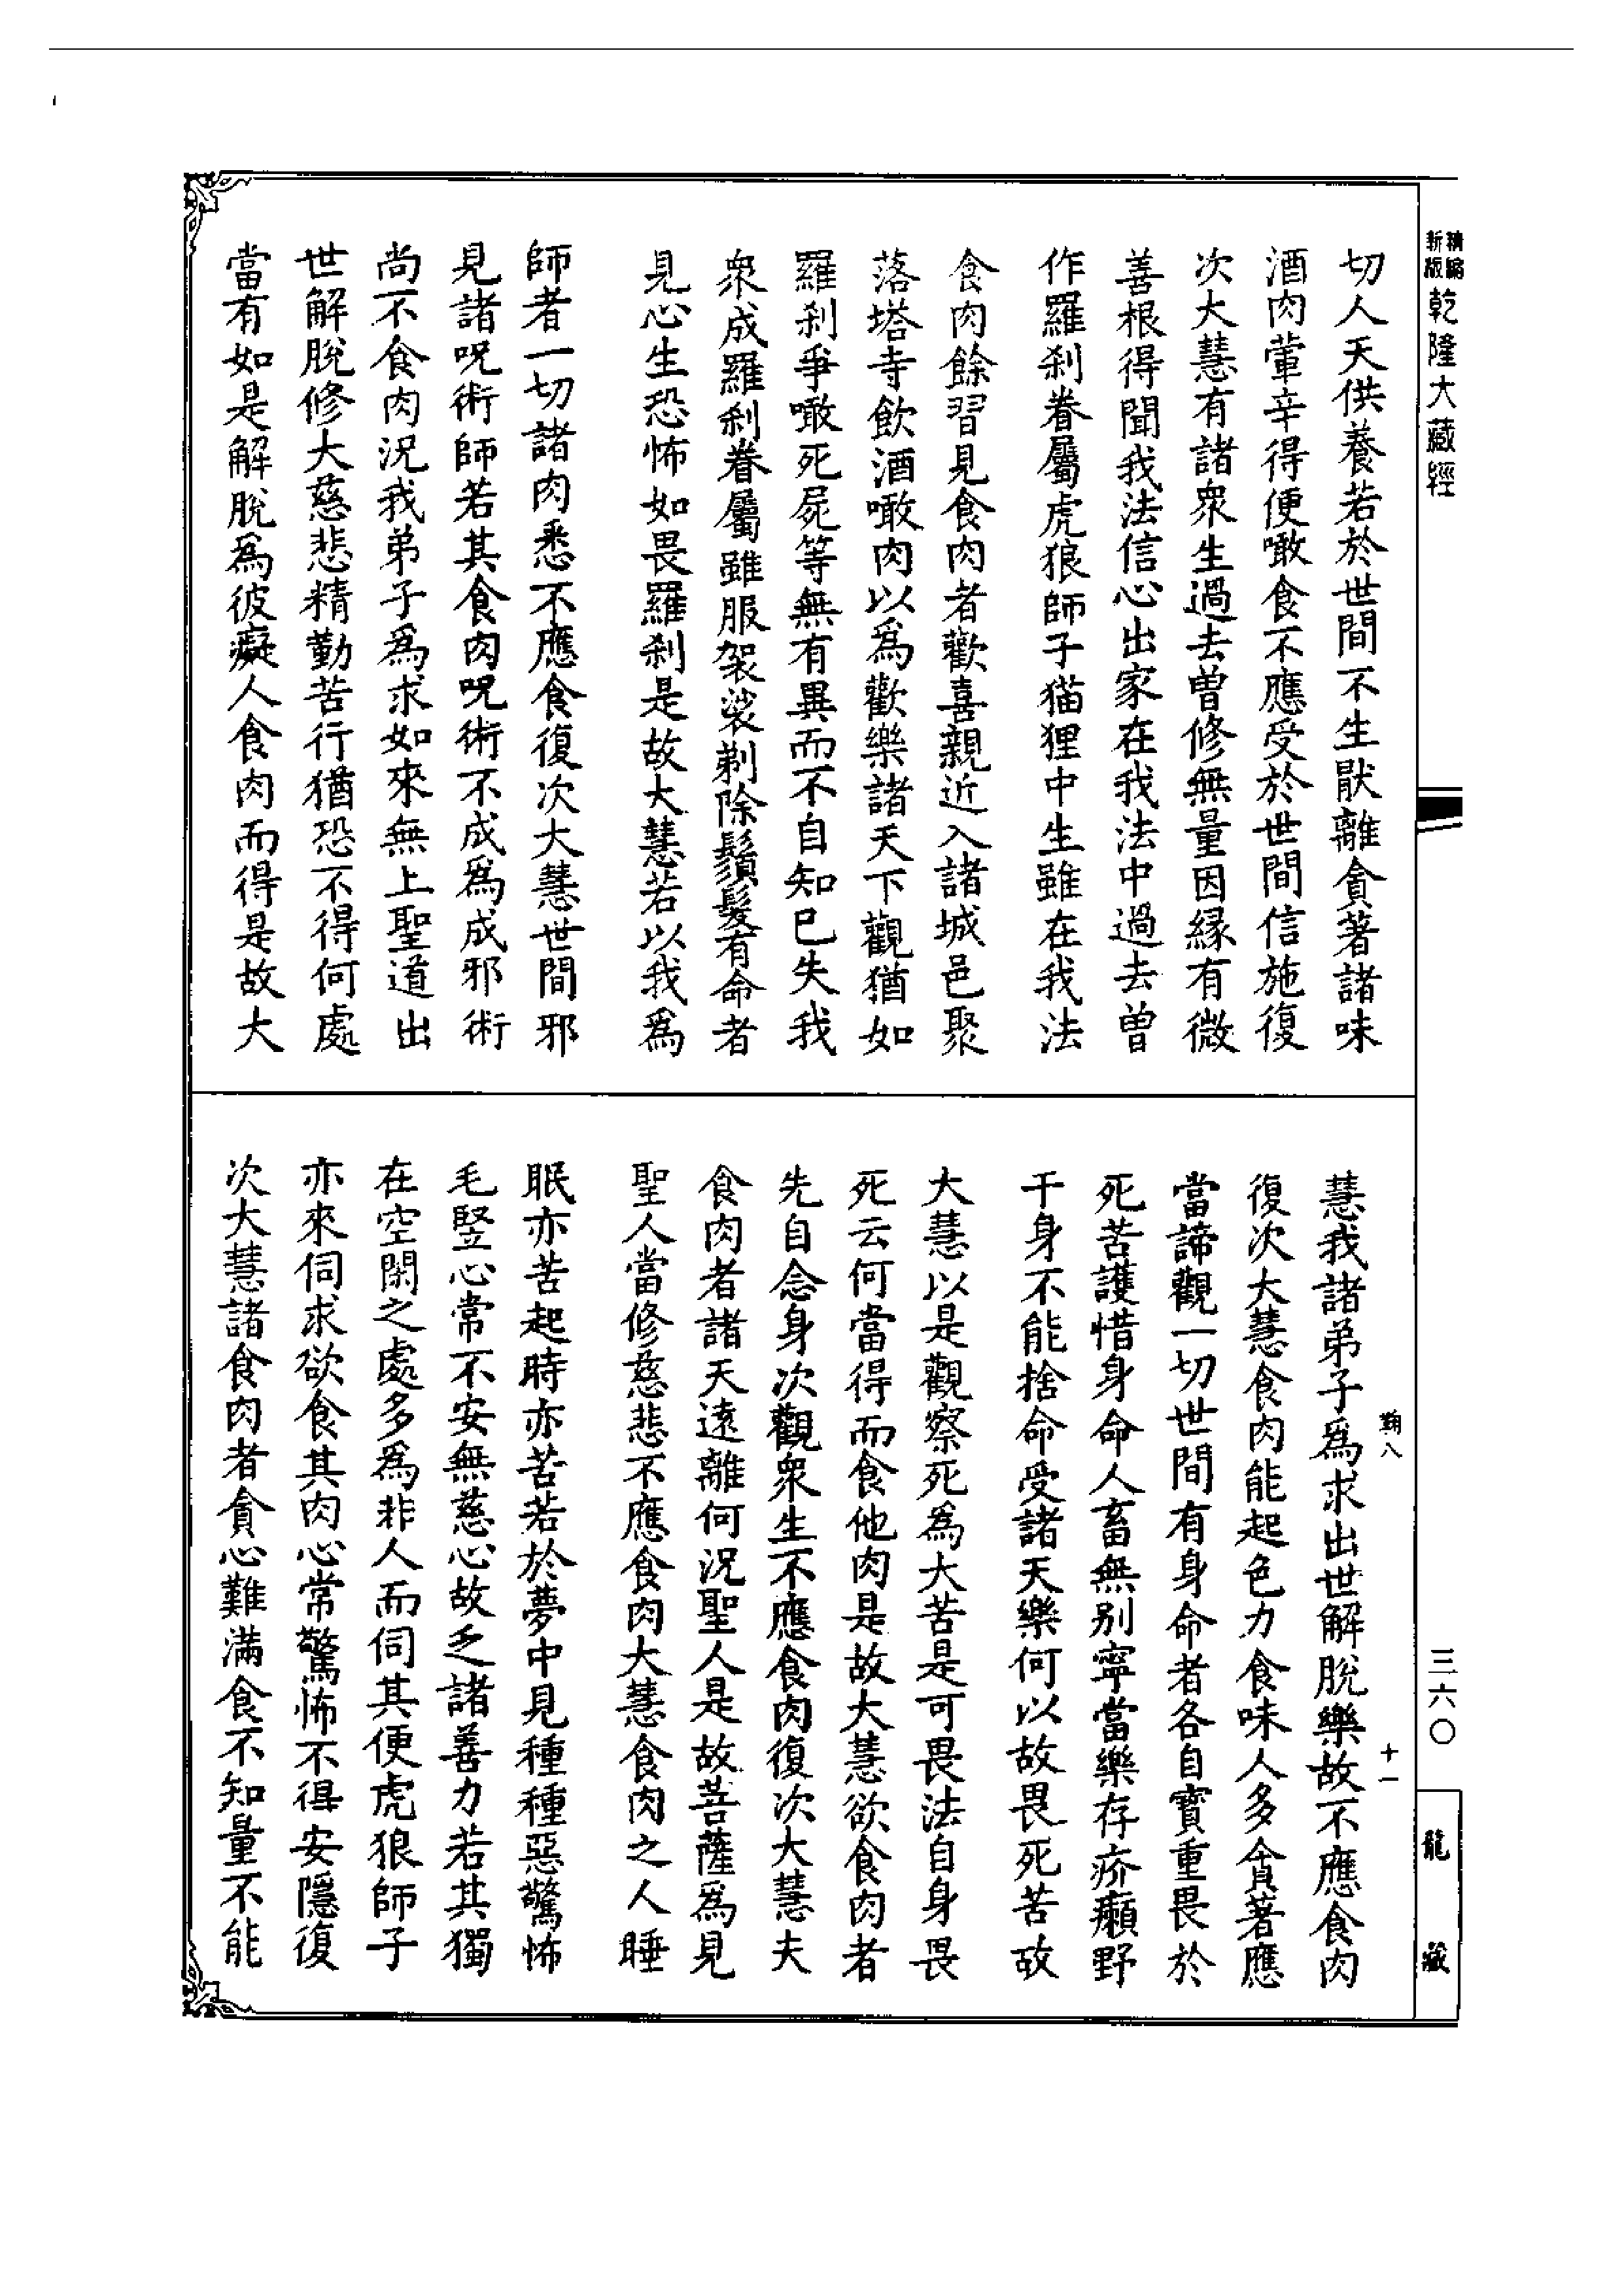 精縮
新版
乾隆大藏經
切人天供養若於世間不生厭離貪著諸味
酒肉葷辛得便噉食不應受於世間信施復
次大慧有諸衆生過去曾修無量因緣有微
善根得聞我法信心出家在我法中過去曾
作羅剎眷屬虎狼師子猫狸中生雖在我法
食肉餘習見食肉者歡喜親近入諸城邑聚
落塔寺飲酒噉肉以爲歡樂諸天下觀猶如
羅剎爭噉死屍等無有異而不自知已失我
衆成羅剎眷屬雖服袈裟剃除鬚髮有命者
見心生恐怖如畏羅剎是故大慧若以我爲
師者一切諸肉悉不應食復次大慧世間邪
見諸呪術師若其食肉呪術不成爲成邪術
尚不食肉況我弟子爲求如來無上聖道出
世解脫修大慈悲精勤苦行猶恐不得何處
當有如是解脫爲彼癡人食肉而得是故大
慧我諸弟子爲求出世解脫樂故不應食肉
復次大慧食肉能起色力食味人多貪著應
當諦觀一切世間有身命者各自寶重畏於
死苦護惜身命人畜無别寧當樂存疥癩野
干身不能捨命受諸天樂何以故畏死苦故
大慧以是觀察死爲大苦是可畏法自身畏
死云何當得而食他肉是故大慧欲食肉者
先自念身次觀衆生不應食肉復次大慧夫
食肉者諸天遠離何況聖人是故菩薩爲見
聖人當修慈悲不應食肉大慧食肉之人睡
眠亦苦起時亦苦若於夢中見種種惡驚怖
毛竪心常不安無慈心故乏諸善力若其獨
在空閑之處多爲非人而伺其便虎狼師子
亦來伺求欲食其肉心常驚怖不得安隱復
次大慧諸食肉者貪心難滿食不知量不能
八
十一
三六〇
龍藏